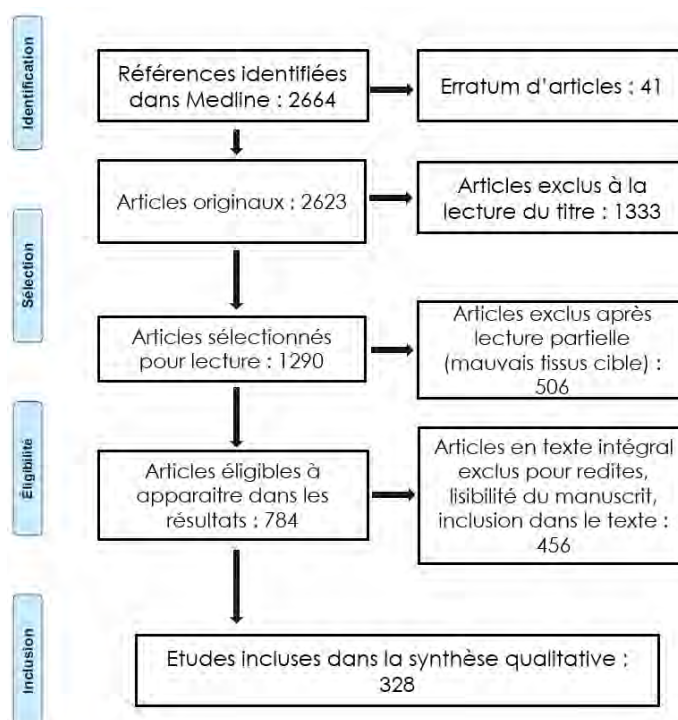 Identification
Références identifiées
dans Medline : 2664
Erratum d'articles : 41
Articles originaux : 2623
Articles exclus à la
lecture du titre : 1333
Sélection
Articles sélectionnés
pour lecture : 1290
Articles exclus après
lecture partielle
(mauvais tissus cible) :
506
Éligibilité
Articles éligibles à
apparaitre dans les
résultats : 784
Articles en texte intégral
exclus pour redites,
lisibilité du manuscrit,
inclusion dans le texte :
456
Inclusion
Etudes incluses dans la synthèse qualitative :
328